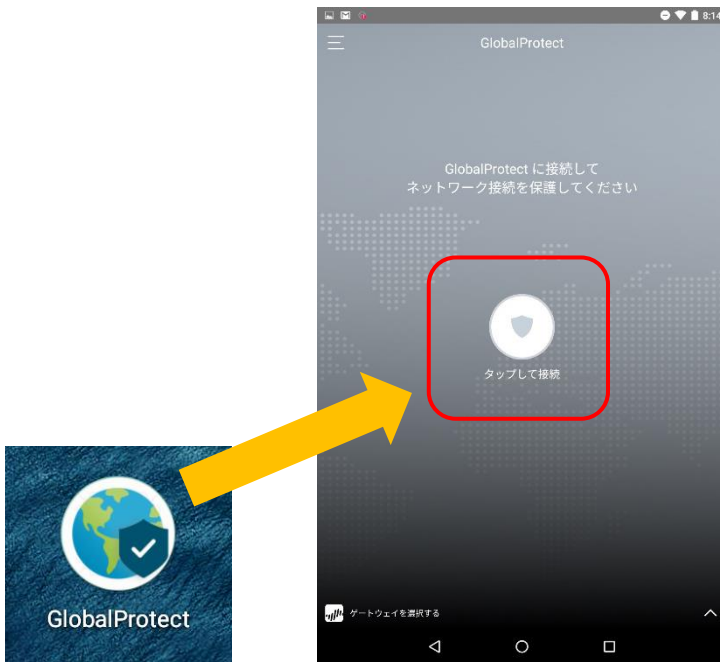 8:14
GlobalProtect
GlobalProtect に接続して
ネットワーク接続を保護してください
タップして接続
GlobalProtect
ゲートウェイを選択する